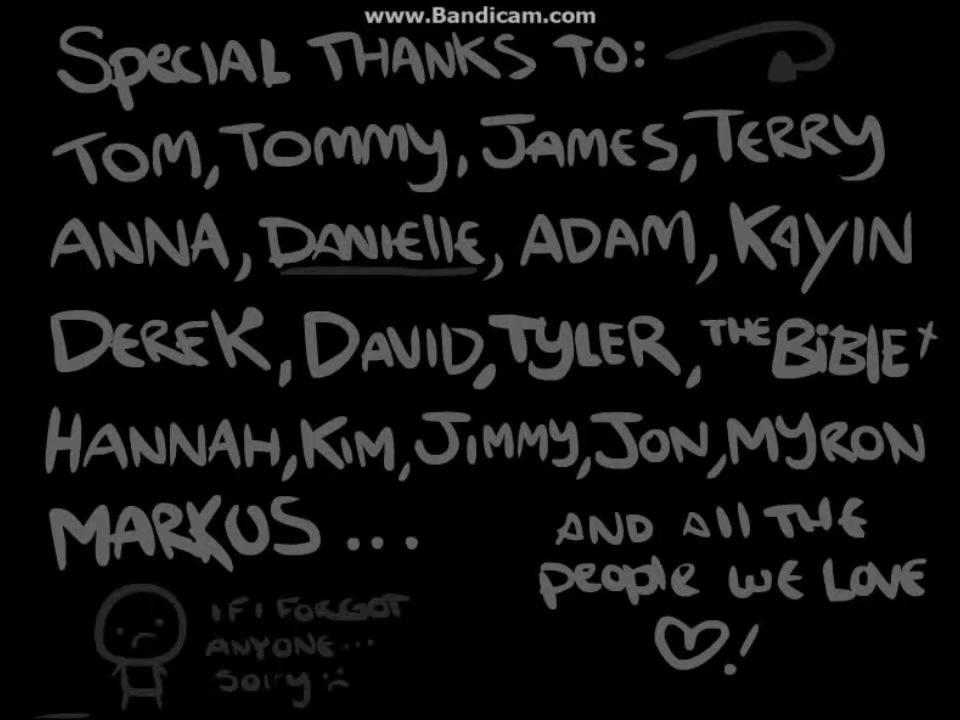 www.Bandicam.com
SPECIAL THANKS TO:
TOM, TOMMY, JAMES, TERRY
ANNA, DANIEllE, ADAM, KAYIN
DEREK, DAVID, TYLER, THE BiBlE
HANNAH, KiM, JiMMY, JON, MYRON
MARKUS...
AND All THE
people WE LOVE
♡!
IF I FORGOT
ANYONE...
Sorry :(